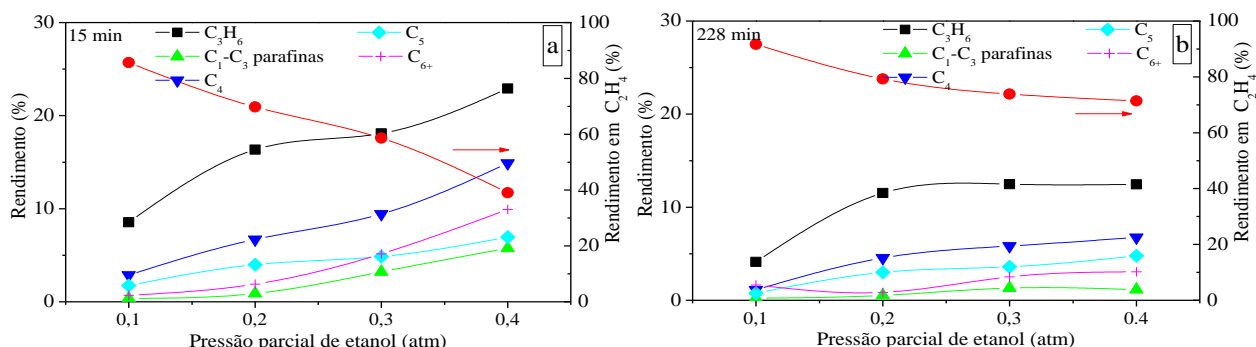 15 min
a
C3H6
C1-C3 parafinas
C4
C5
C6+
Rendimento (%)
30
20
10
0
0,1
0,2
0,3
0,4
Pressão parcial de etanol (atm)
100
80
60
40
20
0
Rendimento em C2H4 (%)
228 min
b
C3H6
C1-C3 parafinas
C4
C5
C6+
Rendimento (%)
30
20
10
0
0,1
0,2
0,3
0.4
Pressão parcial de etanol (atm)
100
80
60
40
20
0
Rendimento em C2H4 (%)